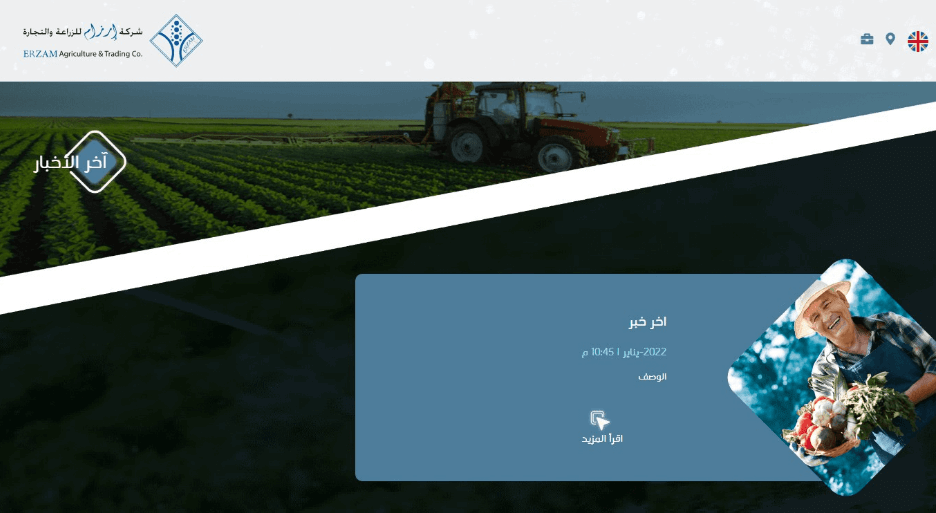 شركة إرزام للزراعة والتجارة
ERZAM Agriculture & Trading Co.
ERZAM
آخر الأخبار
اخر خبر
2022-يناير | 10:45 م
الوصف
اقرأ المزيد